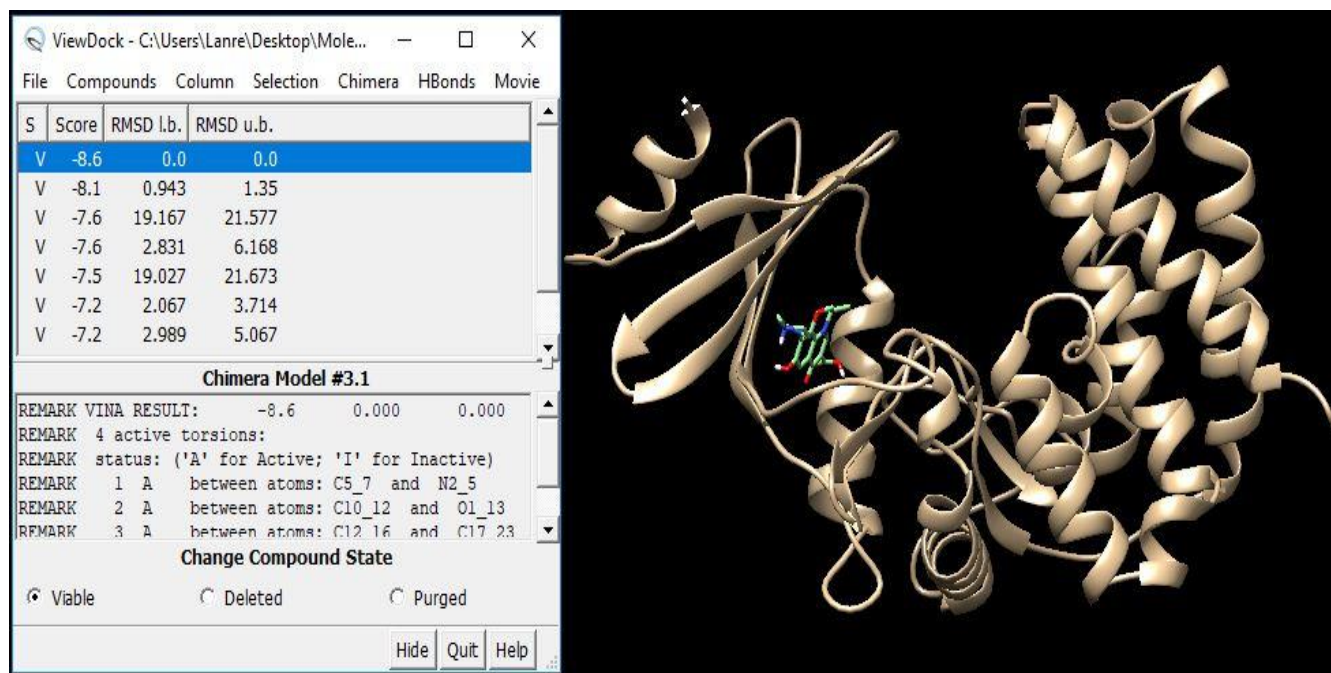 ViewDock - C:\Users\Lanre\Desktop\Mole...
File Compounds Column Selection Chimera HBonds Movie
S Score RMSD l.b. RMSD u.b.
V -8.6 0.0 0.0
V -8.1 0.943 1.35
V -7.6 19.167 21.577
V -7.6 2.831 6.168
V -7.5 19.027 21.673
V -7.2 2.067 3.714
V -7.2 2.989 5.067
Chimera Model #3.1
REMARK VINA RESULT: -8.6 0.000 0.000
REMARK 4 active torsions:
REMARK status: ('A' for Active; 'I' for Inactive)
REMARK 1 A between atoms: C5_7 and N2_5
REMARK 2 A between atoms: C10_12 and O1_13
REMARK 3 A between atoms: C12_16 and C17_23
Change Compound State
Viable Deleted Purged
Hide Quit Help